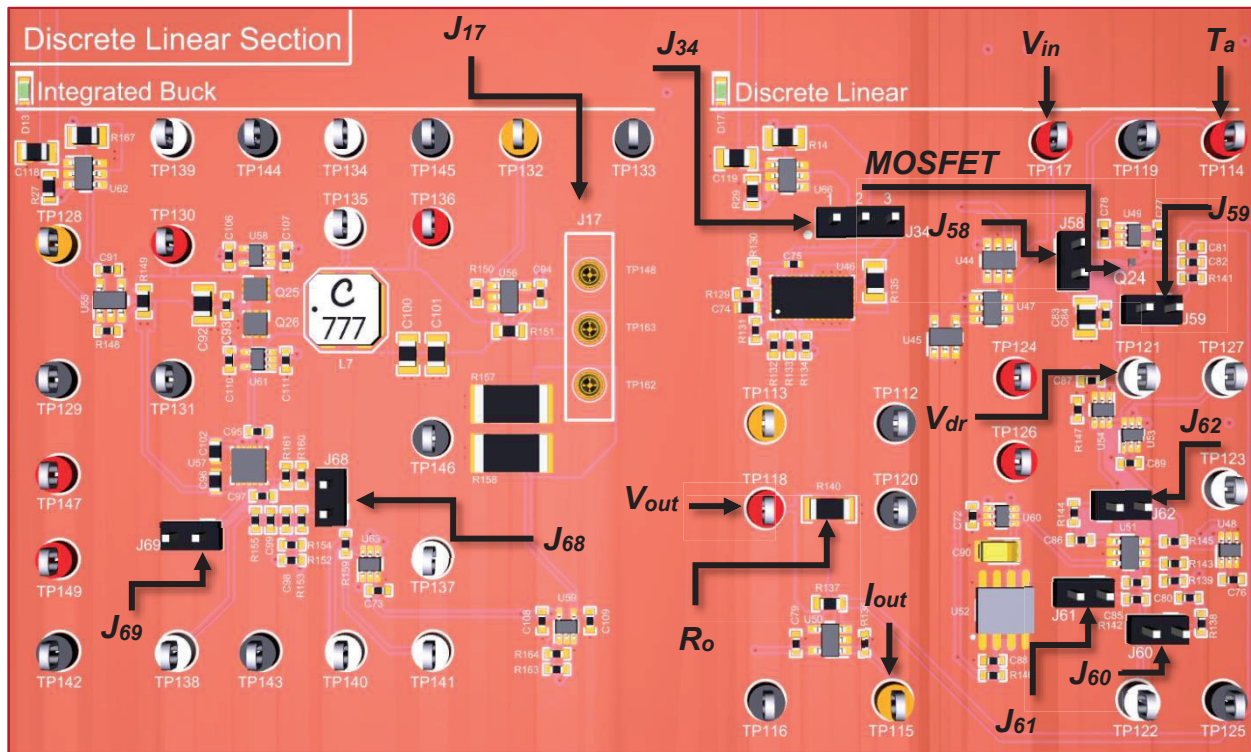 Discrete Linear Section
J17
J34
Vin
Ta
Integrated Buck
Discrete Linear
D13
R167
C118
R27
U62
TP139
TP144
TP134
TP145
TP132
TP133
D17
R14
C119
R29
U66
MOSFET
TP117
TP119
TP114
TP128
TP130
TP135
TP136
J17
1 2 3
J34
J58
J58
C78
U49
C77
J59
C106
U58
C107
C91
R149
U55
R148
Q25
Q26
C92
C93
C777
L7
C110
U61
C111
C100
C101
R150
U56
C94
R151
TP148
TP163
TP162
R130
C75
U46
R135
R129
C74
R131
R132
R133
R134
U44
U47
U45
Q24
C81
C82
R141
C83
C84
J59
TP129
TP131
R157
R158
TP146
TP113
TP112
TP124
TP121
TP127
C87
Vdr
R147
U54
U53
C89
J62
TP126
TP123
C95
C102
U57
C96
C97
R161
R160
J68
TP147
Vout
TP118
R140
TP120
C72
U60
R144
J62
U51
C86
R145
R143
R139
U48
C76
J69
R155
C99
R154
R152
C98
R153
R159
U63
C73
J68
TP137
TP149
J69
C90
U52
J61
C85
R142
C80
R138
J60
C108
U59
C109
R164
R163
Ro
R137
C79
U50
Iout
C88
TP142
TP138
TP143
TP140
TP141
J60
J61
TP116
TP115
TP122
TP125